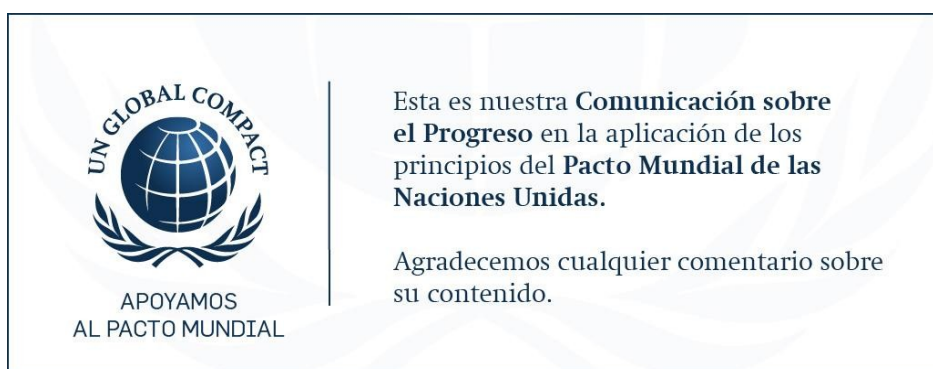 UN GLOBAL COMPACT
APOYAMOS
AL PACTO MUNDIAL
Esta es nuestra Comunicación sobre
el Progreso en la aplicación de los
principios del Pacto Mundial de las
Naciones Unidas.
Agradecemos cualquier comentario sobre
su contenido.